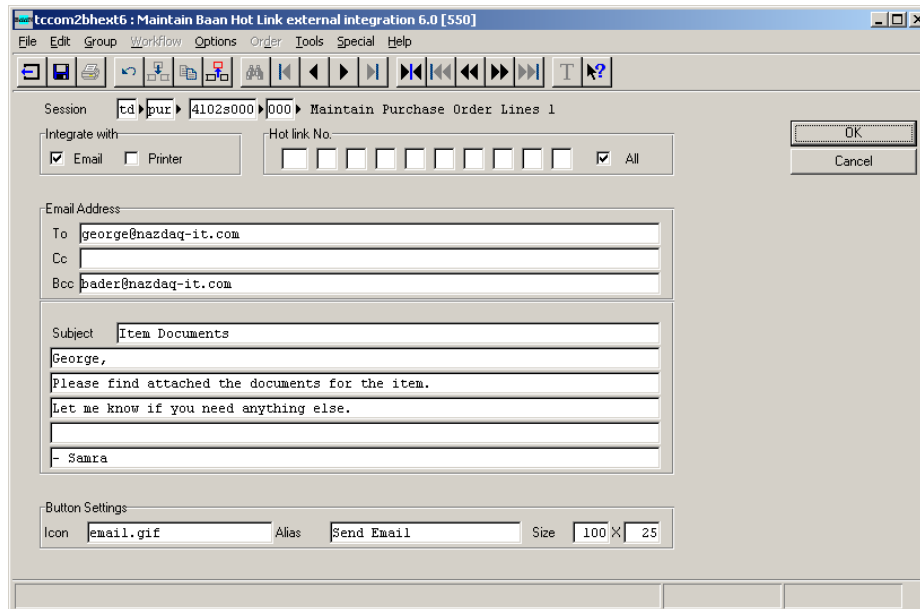 tccom2bhext6 : Maintain Baan Hot Link external integration 6.0 [550]
File Edit Group Workflow Options Order Tools Special Help
T ?
Session td pur 4102s000 000 Maintain Purchase Order Lines 1
Integrate with Hot link No.
Email Printer All
OK
Cancel
Email Address
To george@nazdaq-it.com
Cc
Bcc bader@nazdaq-it.com
Subject Item Documents
George,
Please find attached the documents for the item.
Let me know if you need anything else.
- Samra
Button Settings
Icon email.gif Alias Send Email Size 100 X 25